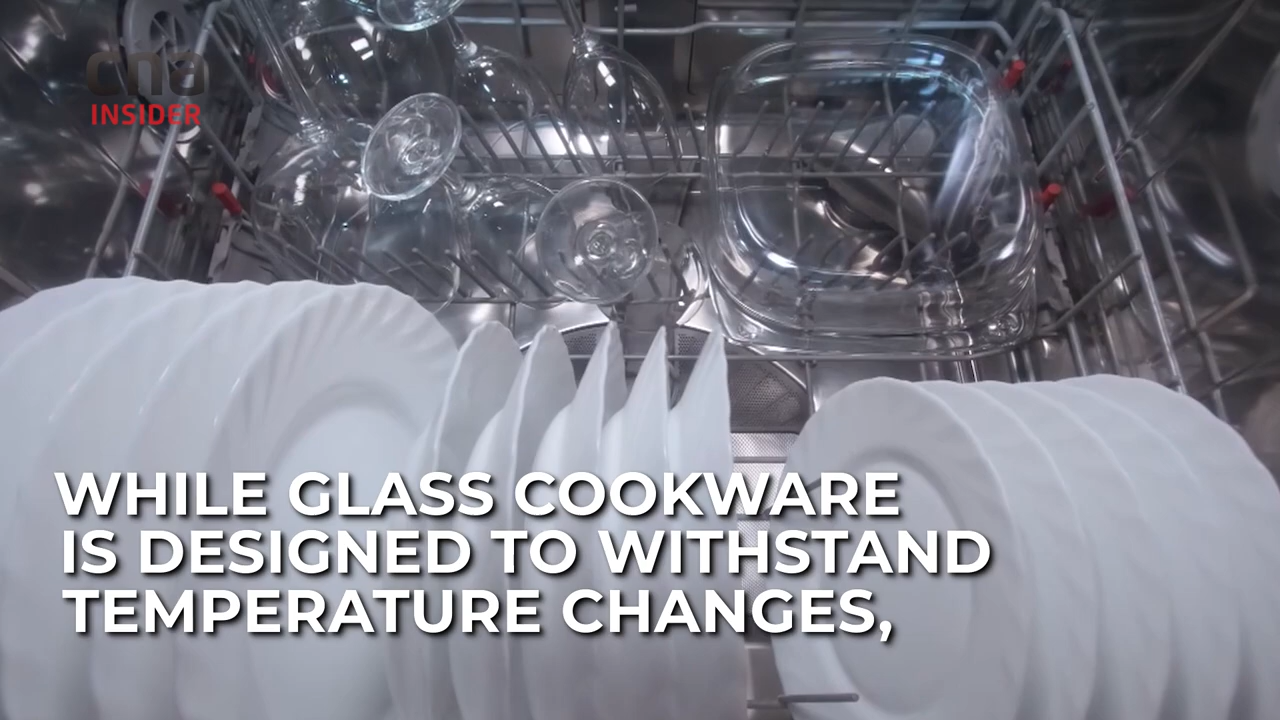 cna
INSIDER
WHILE GLASS COOKWARE
IS DESIGNED TO WITHSTAND
TEMPERATURE CHANGES,